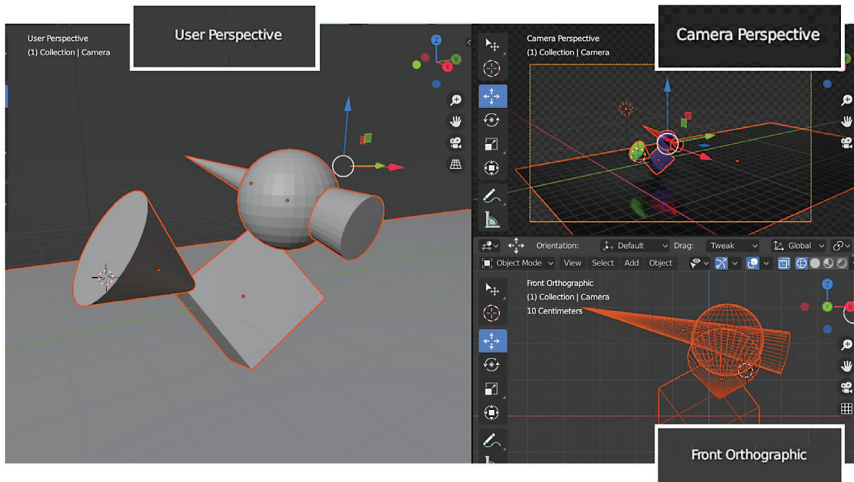 User Perspective
User Perspective
(1) Collection | Camera
Z
Y
X
Camera Perspective
Camera Perspective
(1) Collection | Camera
Z
Y
X
Orientation:
Default
Drag:
Tweak
Global
Object Mode
View
Select
Add
Object
Front Orthographic
(1) Collection | Camera
10 Centimeters
Z
X
Front Orthographic